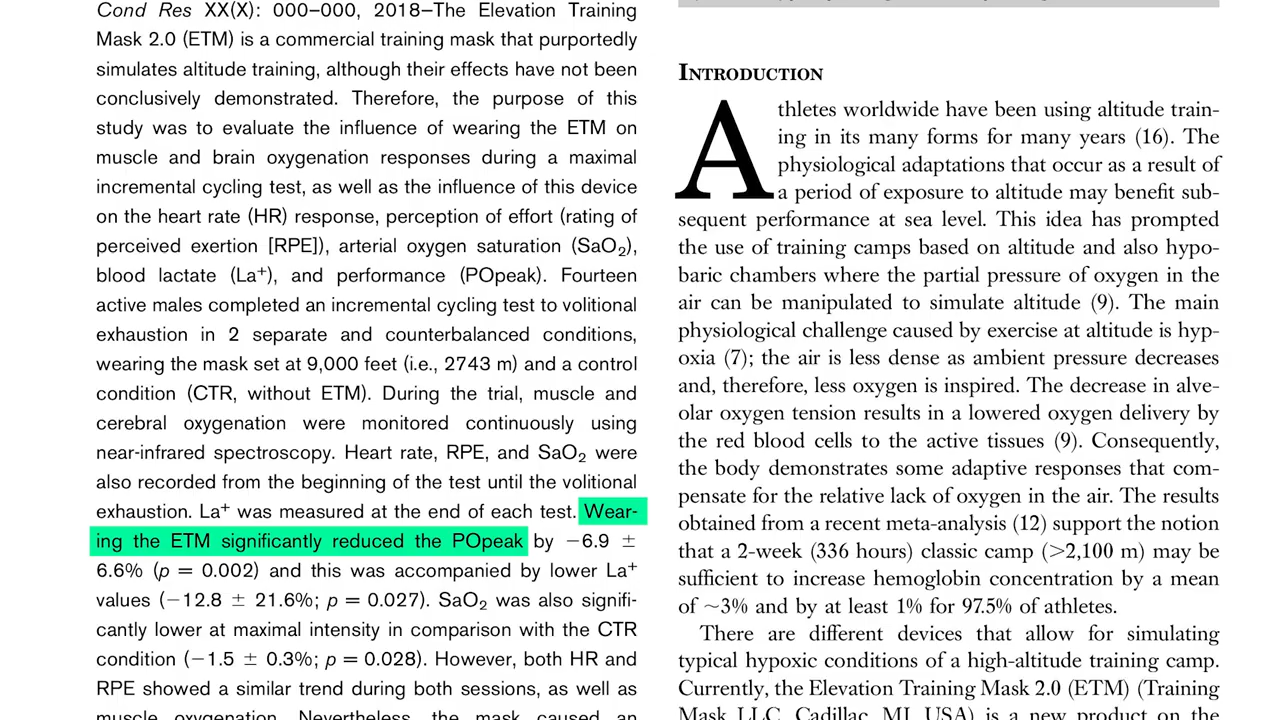 Cond Res XX(X): 000–000, 2018—The Elevation Training
Mask 2.0 (ETM) is a commercial training mask that purportedly
simulates altitude training, although their effects have not been
conclusively demonstrated. Therefore, the purpose of this
study was to evaluate the influence of wearing the ETM on
muscle and brain oxygenation responses during a maximal
incremental cycling test, as well as the influence of this device
on the heart rate (HR) response, perception of effort (rating of
perceived exertion [RPE]), arterial oxygen saturation (SaO₂),
blood lactate (La⁺), and performance (POpeak). Fourteen
active males completed an incremental cycling test to volitional
exhaustion in 2 separate and counterbalanced conditions,
wearing the mask set at 9,000 feet (i.e., 2743 m) and a control
condition (CTR, without ETM). During the trial, muscle and
cerebral oxygenation were monitored continuously using
near-infrared spectroscopy. Heart rate, RPE, and SaO₂ were
also recorded from the beginning of the test until the volitional
exhaustion. La⁺ was measured at the end of each test. Wear-
ing the ETM significantly reduced the POpeak by −6.9 ±
6.6% (p = 0.002) and this was accompanied by lower La⁺
values (−12.8 ± 21.6%; p = 0.027). SaO₂ was also signifi-
cantly lower at maximal intensity in comparison with the CTR
condition (−1.5 ± 0.3%; p = 0.028). However, both HR and
RPE showed a similar trend during both sessions, as well as
muscle oxygenation. Nevertheless, the mask caused an
INTRODUCTION
Athletes worldwide have been using altitude train-
ing in its many forms for many years (16). The
physiological adaptations that occur as a result of
a period of exposure to altitude may benefit sub-
sequent performance at sea level. This idea has prompted
the use of training camps based on altitude and also hypo-
baric chambers where the partial pressure of oxygen in the
air can be manipulated to simulate altitude (9). The main
physiological challenge caused by exercise at altitude is hyp-
oxia (7); the air is less dense as ambient pressure decreases
and, therefore, less oxygen is inspired. The decrease in alve-
olar oxygen tension results in a lowered oxygen delivery by
the red blood cells to the active tissues (9). Consequently,
the body demonstrates some adaptive responses that com-
pensate for the relative lack of oxygen in the air. The results
obtained from a recent meta-analysis (12) support the notion
that a 2-week (336 hours) classic camp (>2,100 m) may be
sufficient to increase hemoglobin concentration by a mean
of ~3% and by at least 1% for 97.5% of athletes.
There are different devices that allow for simulating
typical hypoxic conditions of a high-altitude training camp.
Currently, the Elevation Training Mask 2.0 (ETM) (Training
Mask LLC, Cadillac, MI, USA) is a new product on the